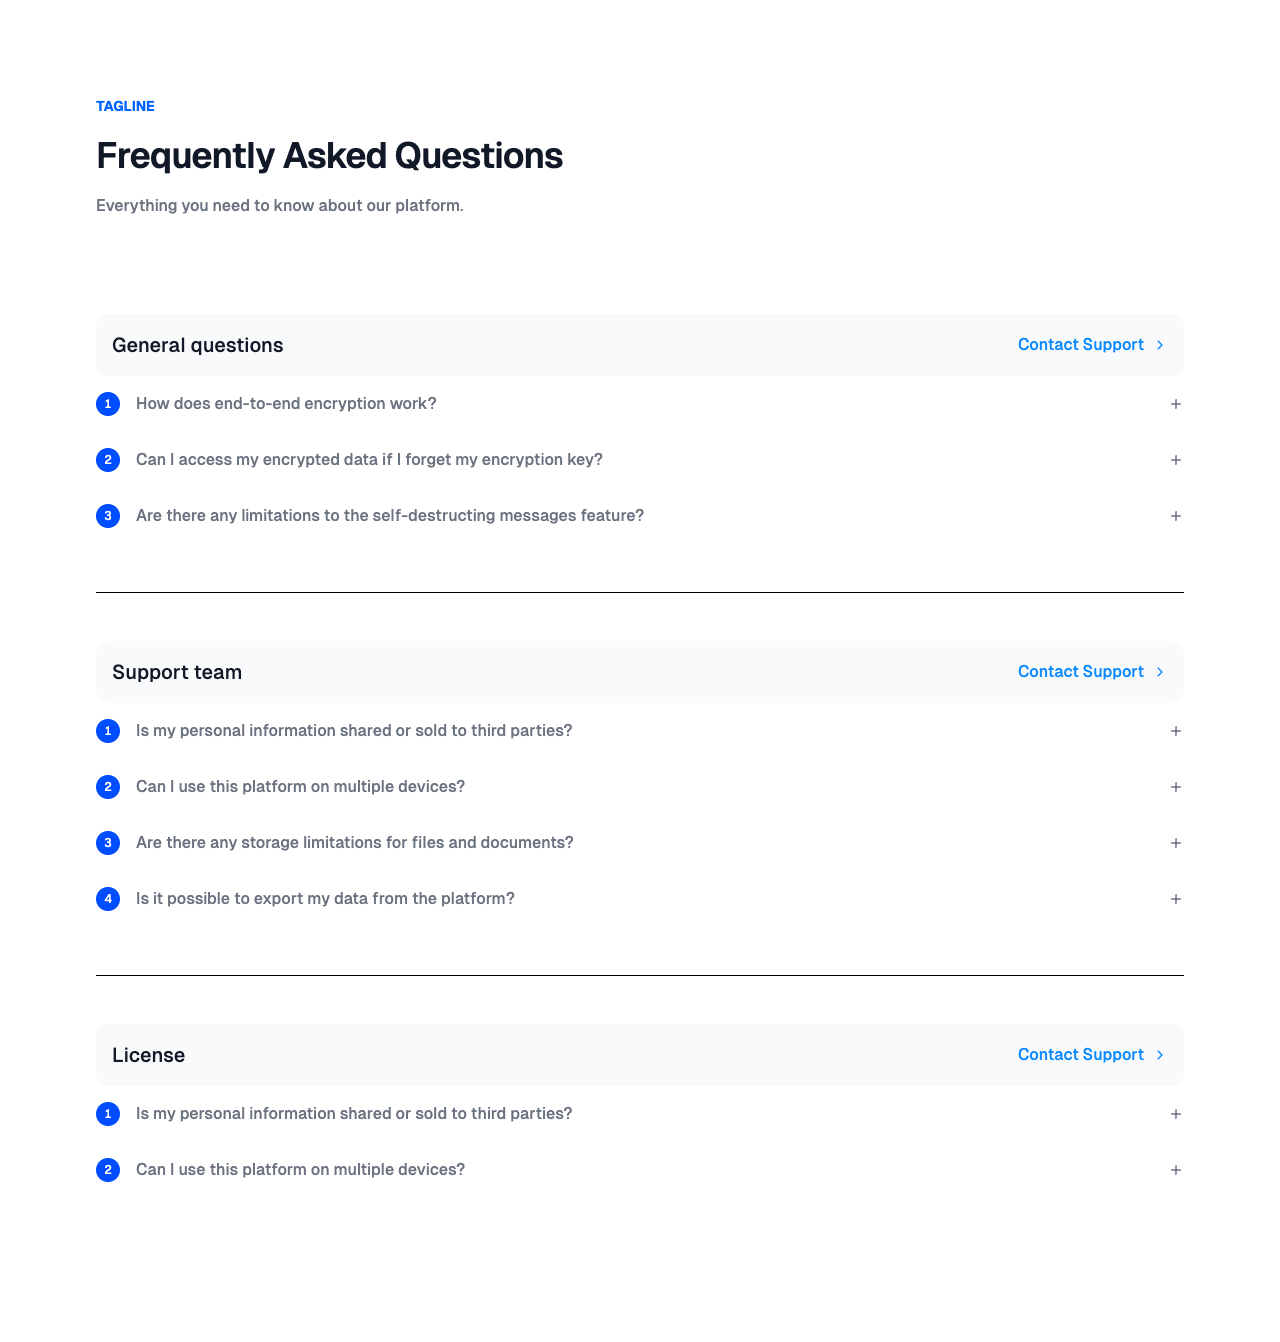 TAGLINE
Frequently Asked Questions
Everything you need to know about our platform.
General questions Contact Support
1 How does end-to-end encryption work?
2 Can I access my encrypted data if I forget my encryption key?
3 Are there any limitations to the self-destructing messages feature?
Support team Contact Support
1 Is my personal information shared or sold to third parties?
2 Can I use this platform on multiple devices?
3 Are there any storage limitations for files and documents?
4 Is it possible to export my data from the platform?
License Contact Support
1 Is my personal information shared or sold to third parties?
2 Can I use this platform on multiple devices?